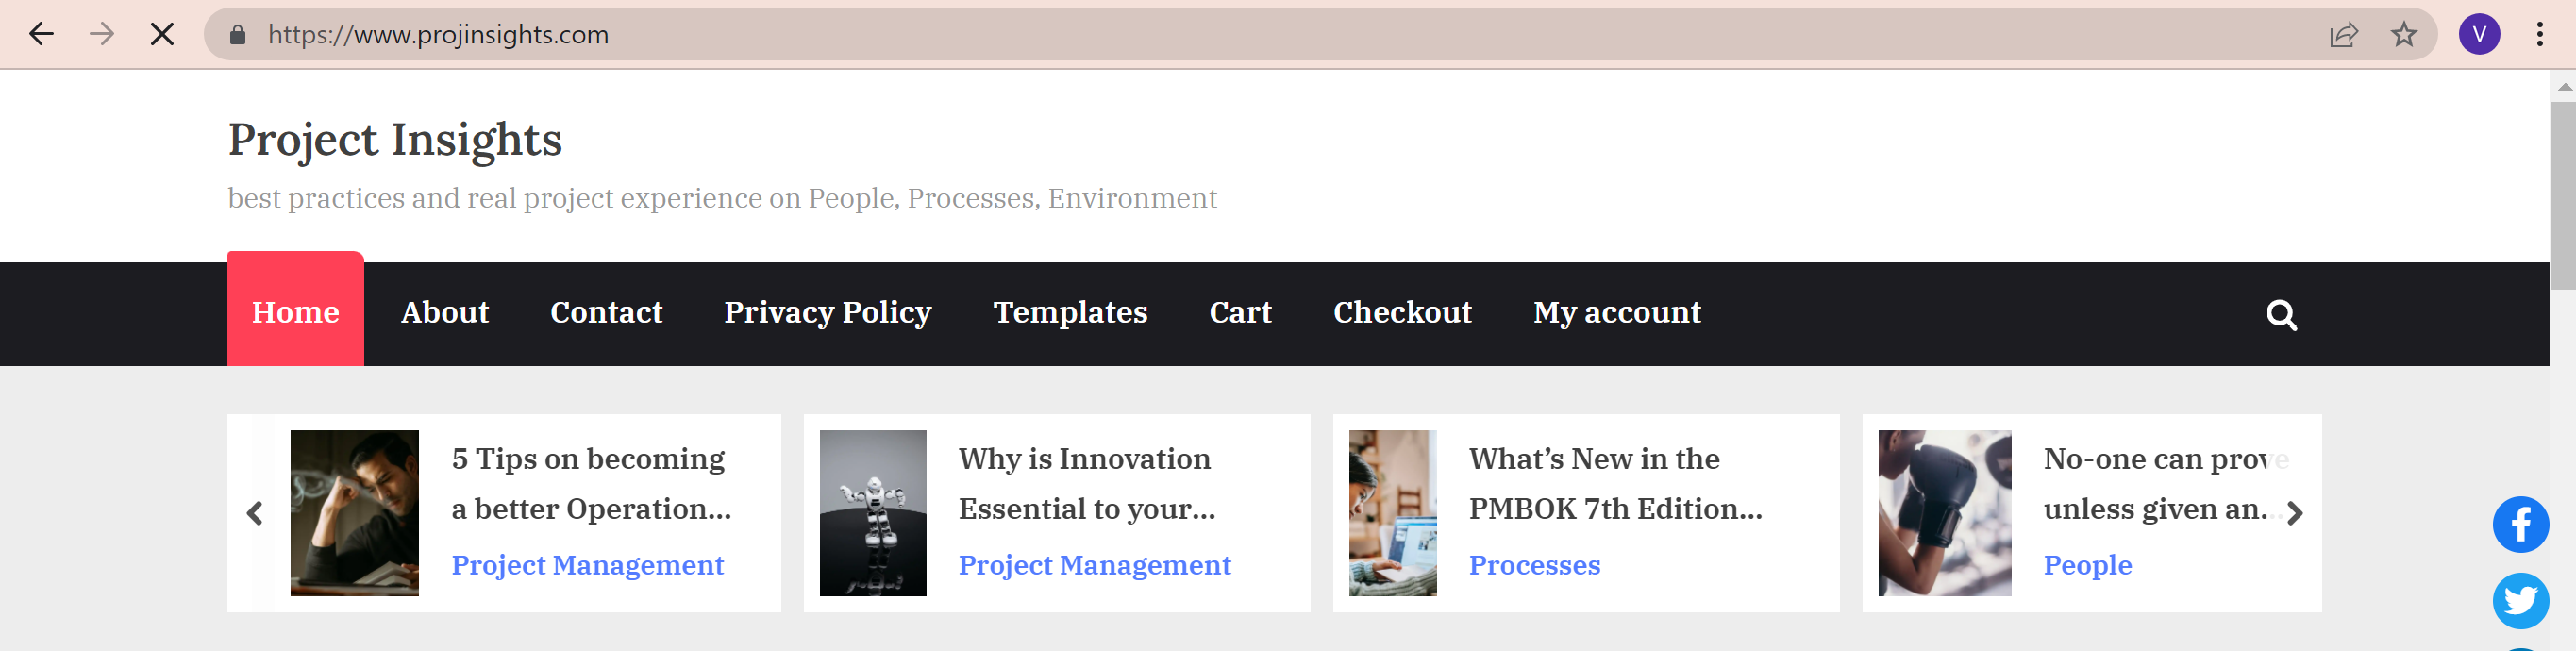 https://www.projinsights.com
V
Project Insights
best practices and real project experience on People, Processes, Environment
Home About Contact Privacy Policy Templates Cart Checkout My account
5 Tips on becoming
a better Operation...
Project Management
Why is Innovation
Essential to your...
Project Management
What’s New in the
PMBOK 7th Edition...
Processes
No-one can prove
unless given an...
People